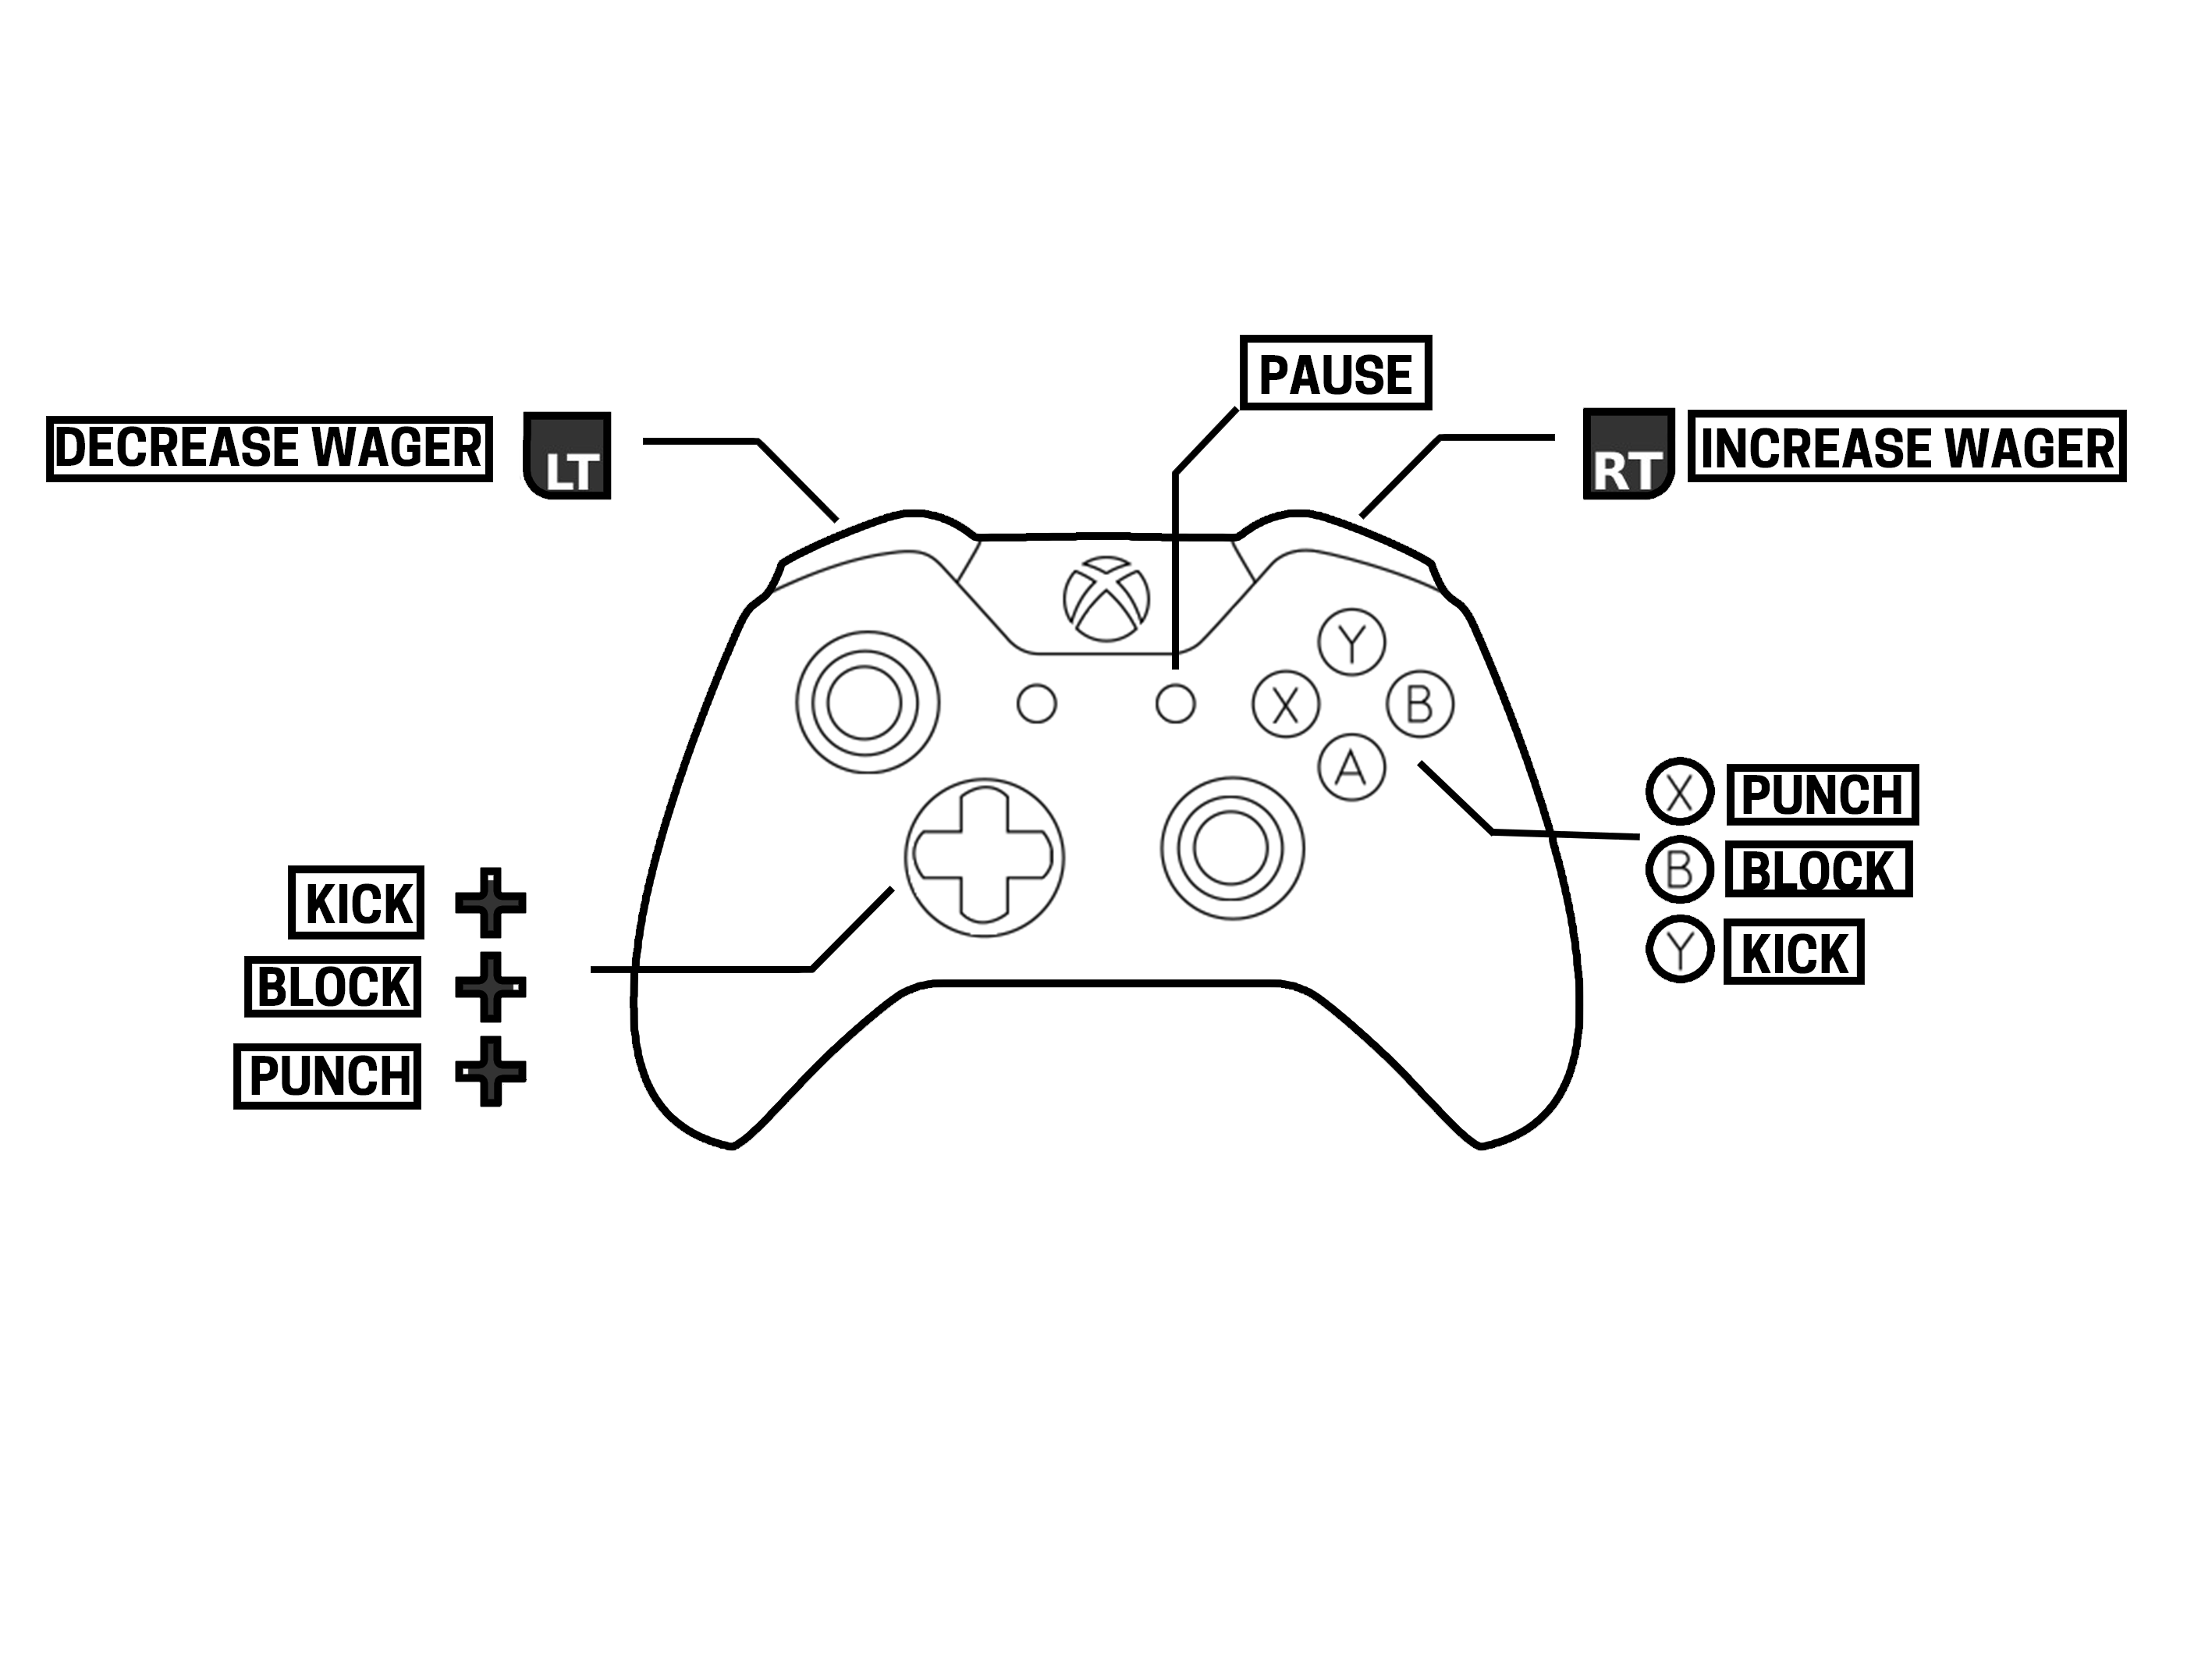 PAUSE
DECREASE WAGER LT
RT INCREASE WAGER
Y
X B
A
X PUNCH
B BLOCK
Y KICK
KICK
BLOCK
PUNCH